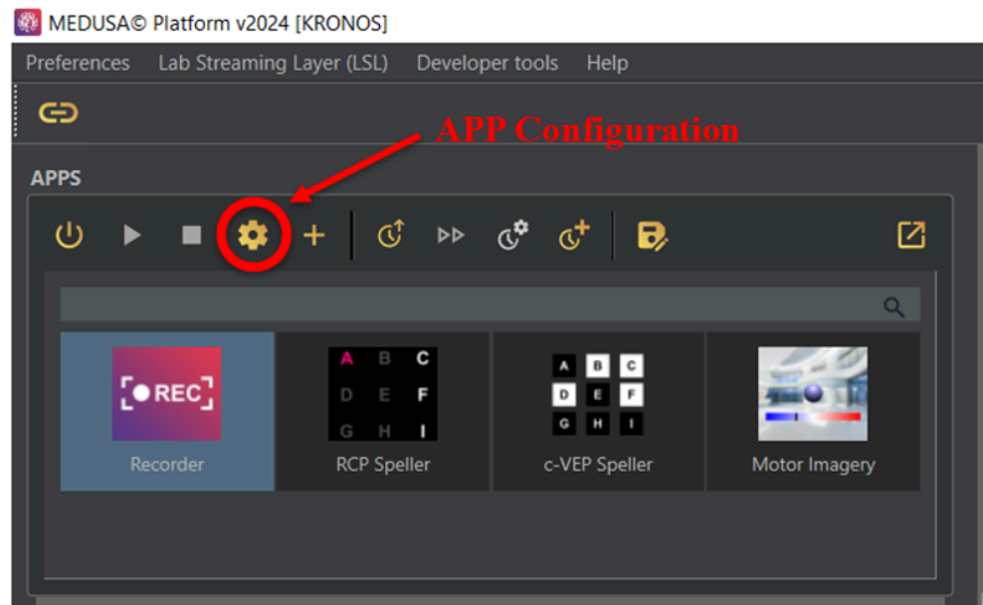 MEDUSA© Platform v2024 [KRONOS]
Preferences Lab Streaming Layer (LSL) Developer tools Help
APP Configuration
APPS
REC
A B C
D E F
G H I
A B C
D E F
G H I
Recorder RCP Speller c-VEP Speller Motor Imagery